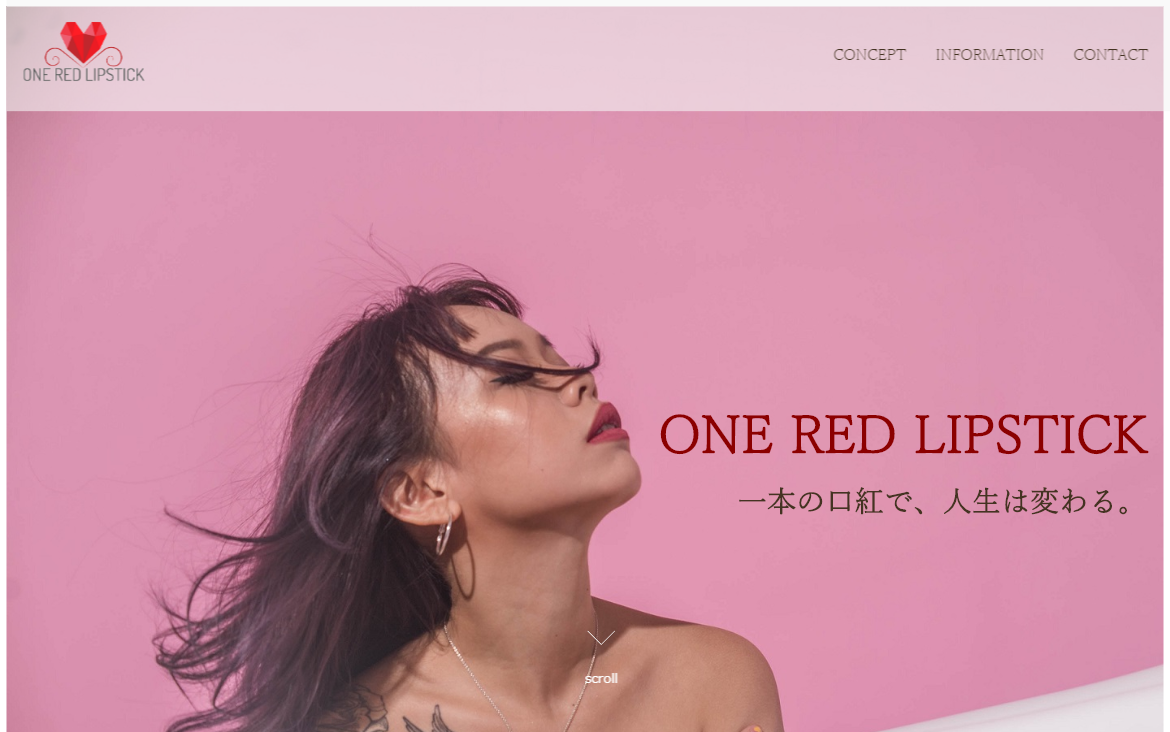 ONE RED LIPSTICK
CONCEPT INFORMATION CONTACT
ONE RED LIPSTICK
一本の口紅で、人生は変わる。
scroll